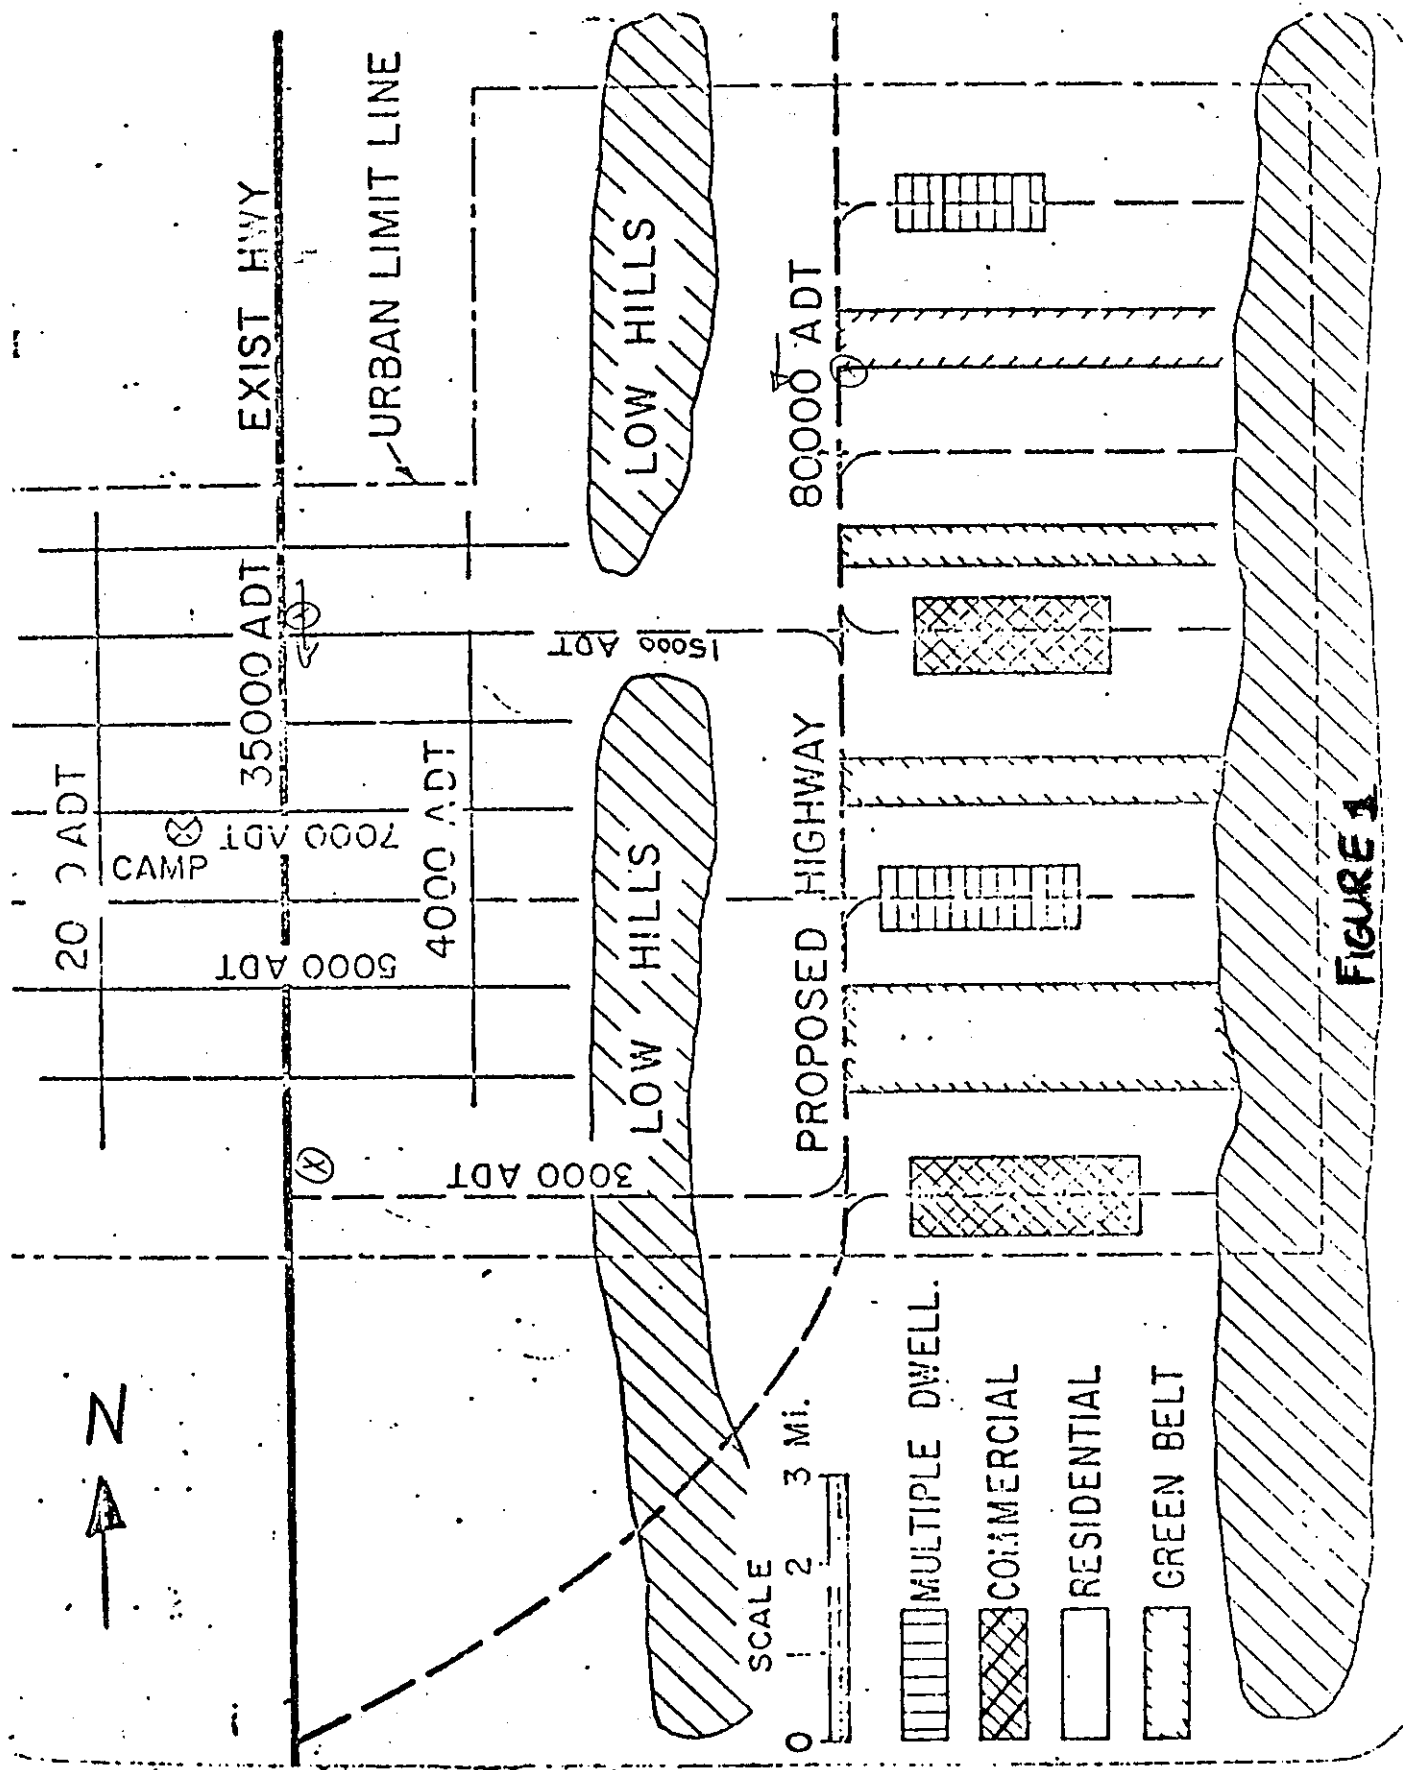 EXIST HWY
URBAN LIMIT LINE
35000 ADT
20 ADT
CAMP
7000 ADT
5000 ADT
4000 ADT
3000 ADT
15000 ADT
LOW HILLS
LOW HILLS
80000 ADT
PROPOSED HIGHWAY
N
SCALE
0 1 2 3 Mi.
MULTIPLE DWELL.
COMMERCIAL
RESIDENTIAL
GREEN BELT
FIGURE 1